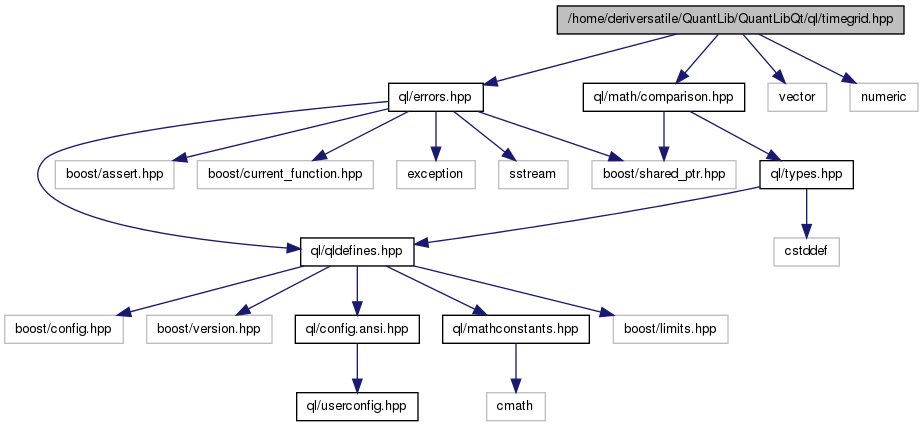 /home/deriversatile/QuantLib/QuantLibQt/ql/timegrid.hpp
ql/errors.hpp
ql/math/comparison.hpp
vector
numeric
boost/assert.hpp
boost/current_function.hpp
exception
sstream
boost/shared_ptr.hpp
ql/types.hpp
ql/qldefines.hpp
cstddef
boost/config.hpp
boost/version.hpp
ql/config.ansi.hpp
ql/mathconstants.hpp
boost/limits.hpp
ql/userconfig.hpp
cmath